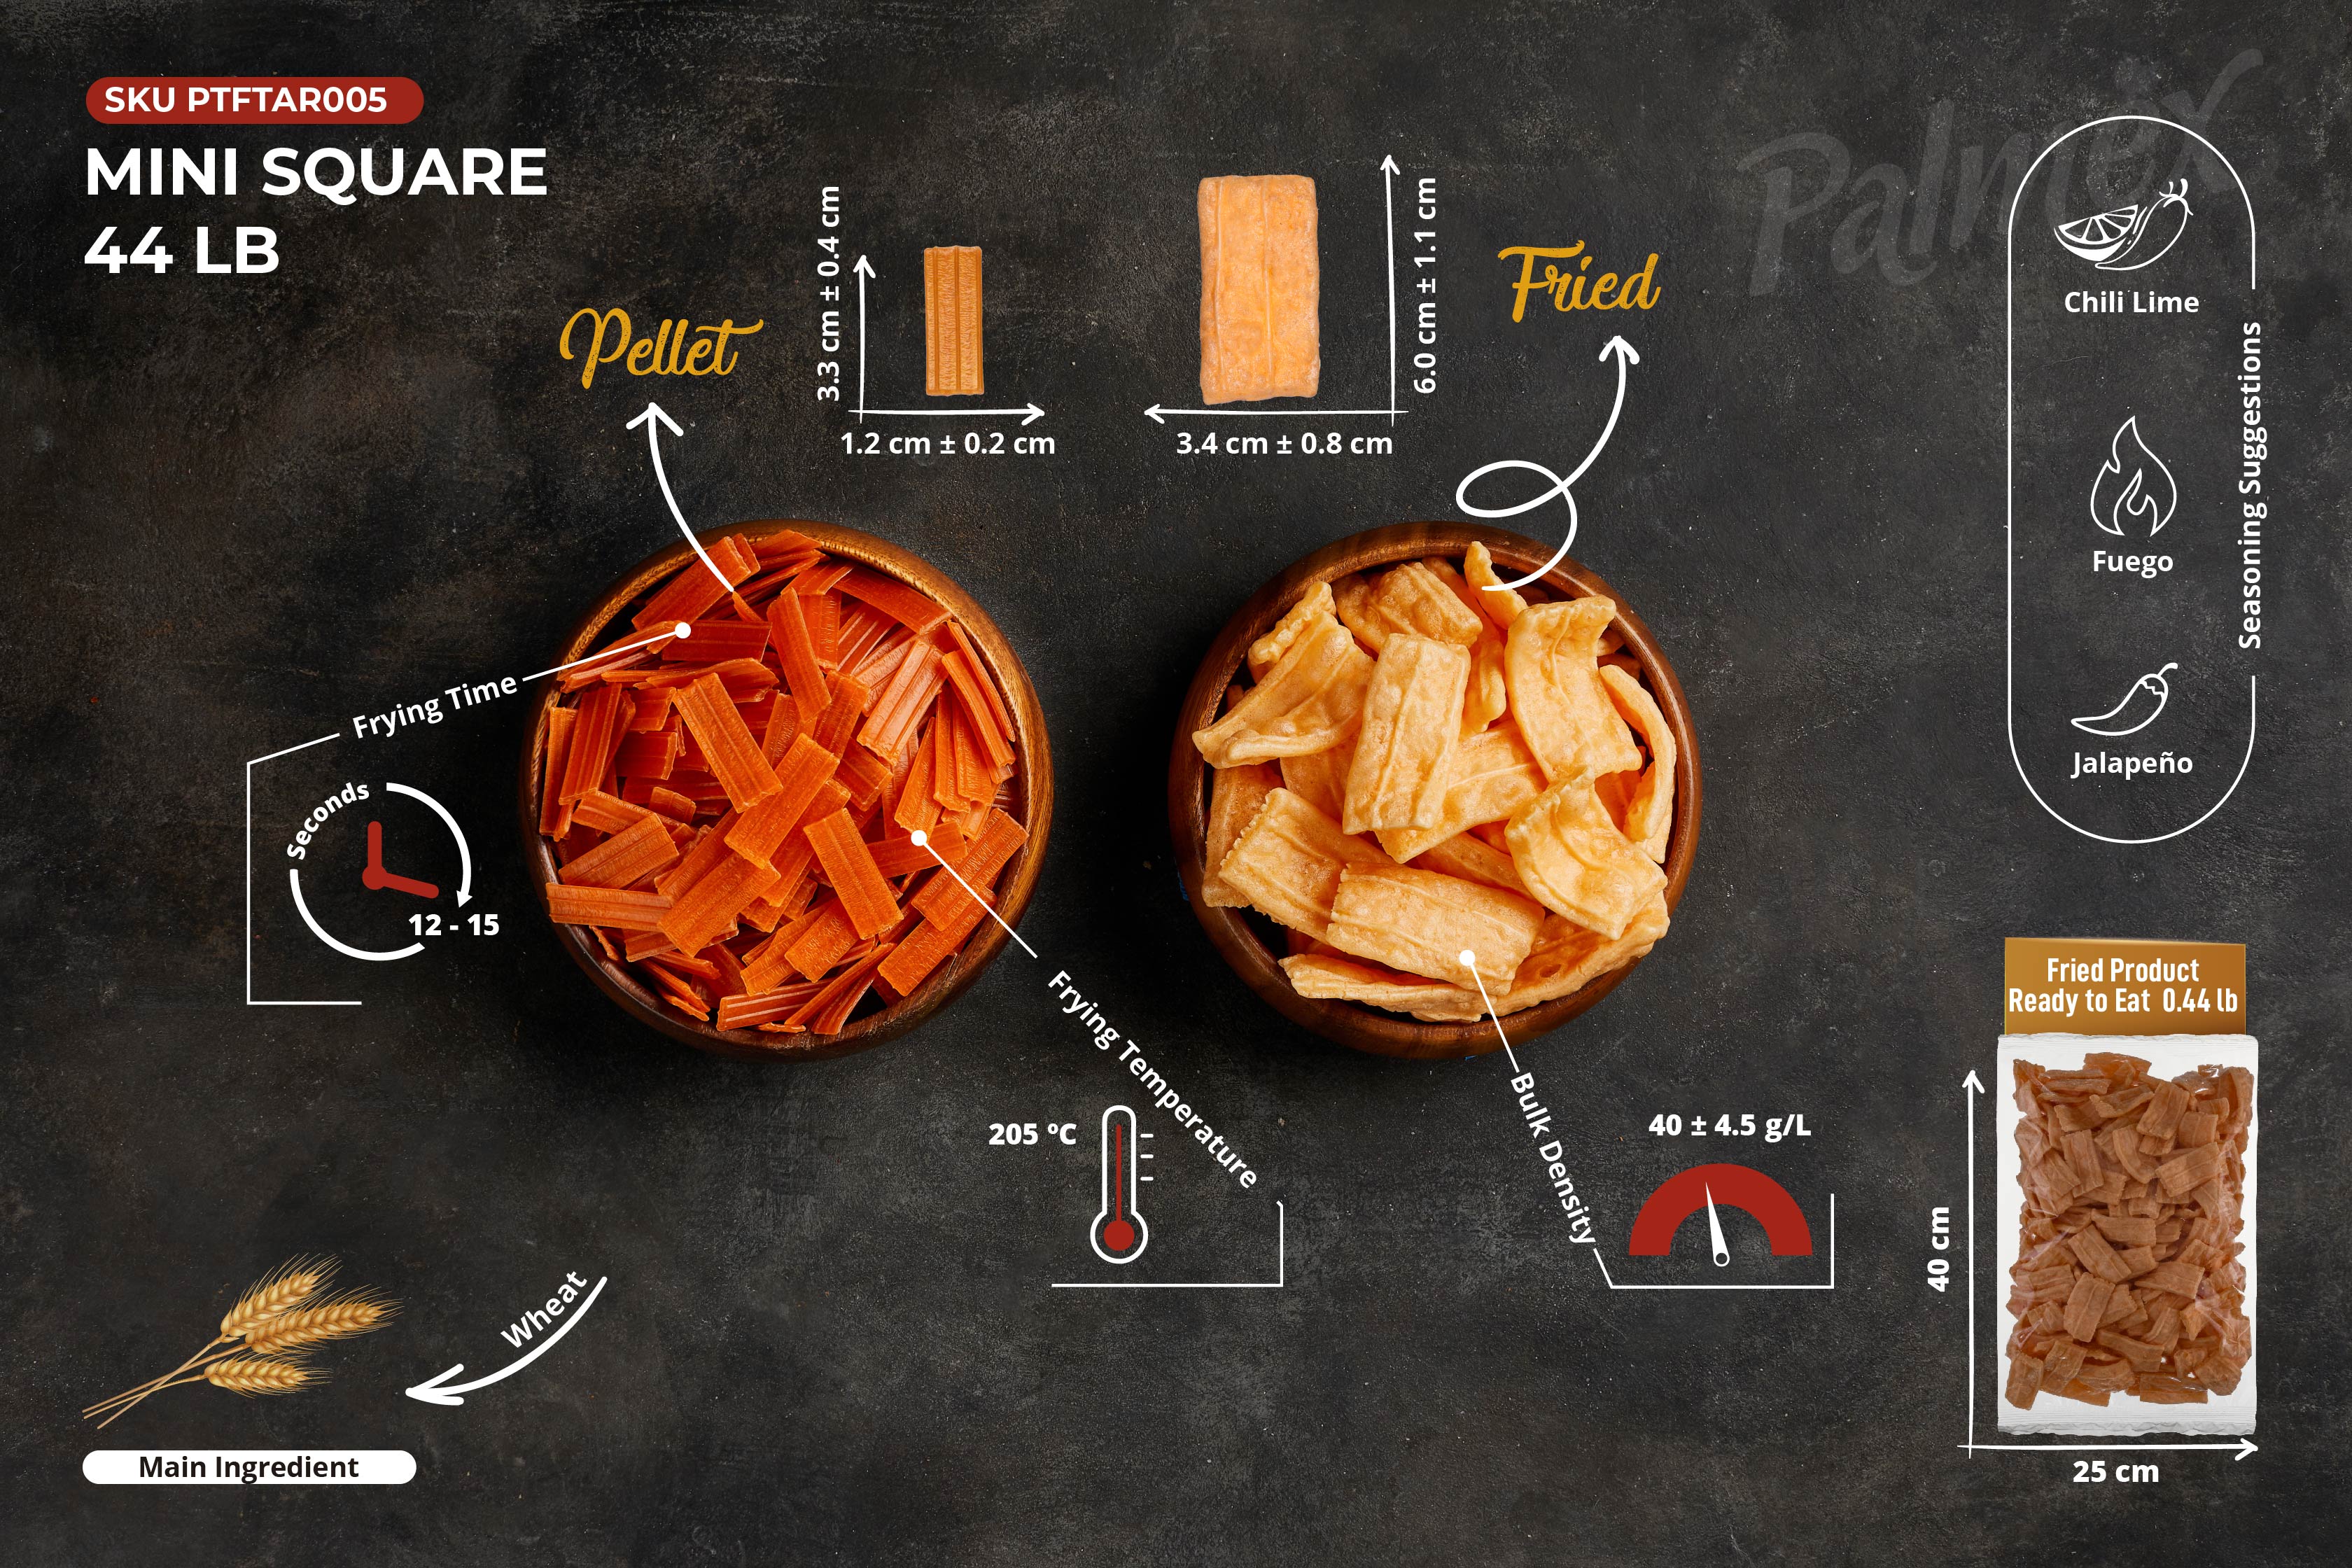 SKU PTFTAR005
MINI SQUARE
44 LB
Palmex
Pellet
3.3 cm ± 0.4 cm
1.2 cm ± 0.2 cm
6.0 cm ± 1.1 cm
3.4 cm ± 0.8 cm
Fried
Chili Lime
Fuego
Jalapeño
Seasoning Suggestions
Frying Time
Seconds
12 - 15
Frying Temperature
205 ºC
Bulk Density
40 ± 4.5 g/L
Fried Product
Ready to Eat 0.44 lb
40 cm
25 cm
Wheat
Main Ingredient